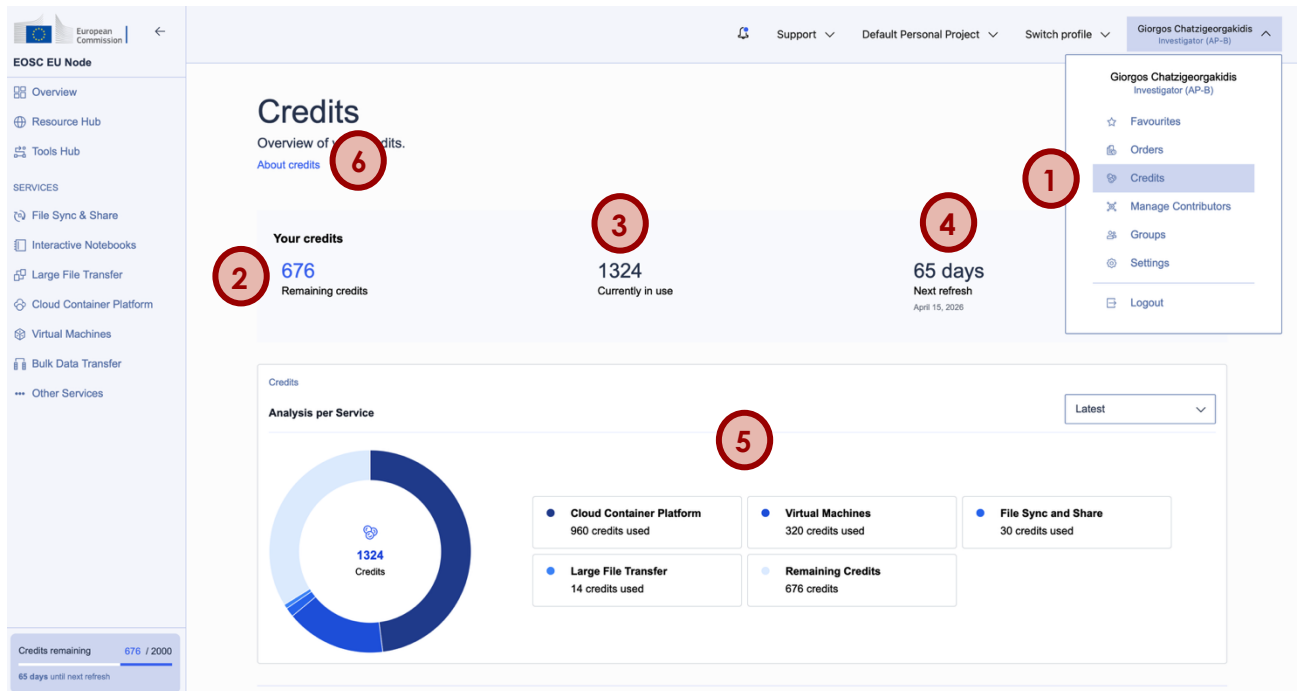 European
Commission
EOSC EU Node
Overview
Resource Hub
Tools Hub
SERVICES
File Sync & Share
Interactive Notebooks
Large File Transfer
Cloud Container Platform
Virtual Machines
Bulk Data Transfer
Other Services
Credits remaining 676 / 2000
65 days until next refresh
Support
Default Personal Project
Switch profile
Giorgos Chatzigeorgakidis
Investigator (AP-B)
Giorgos Chatzigeorgakidis
Investigator (AP-B)
Favourites
Orders
1
Credits
Manage Contributors
Groups
Settings
Logout
Credits
Overview of your credits.
About credits
6
Your credits
2
676
Remaining credits
3
1324
Currently in use
4
65 days
Next refresh
April 15, 2026
Credits
Analysis per Service
Latest
5
1324
Credits
Cloud Container Platform
960 credits used
Virtual Machines
320 credits used
File Sync and Share
30 credits used
Large File Transfer
14 credits used
Remaining Credits
676 credits